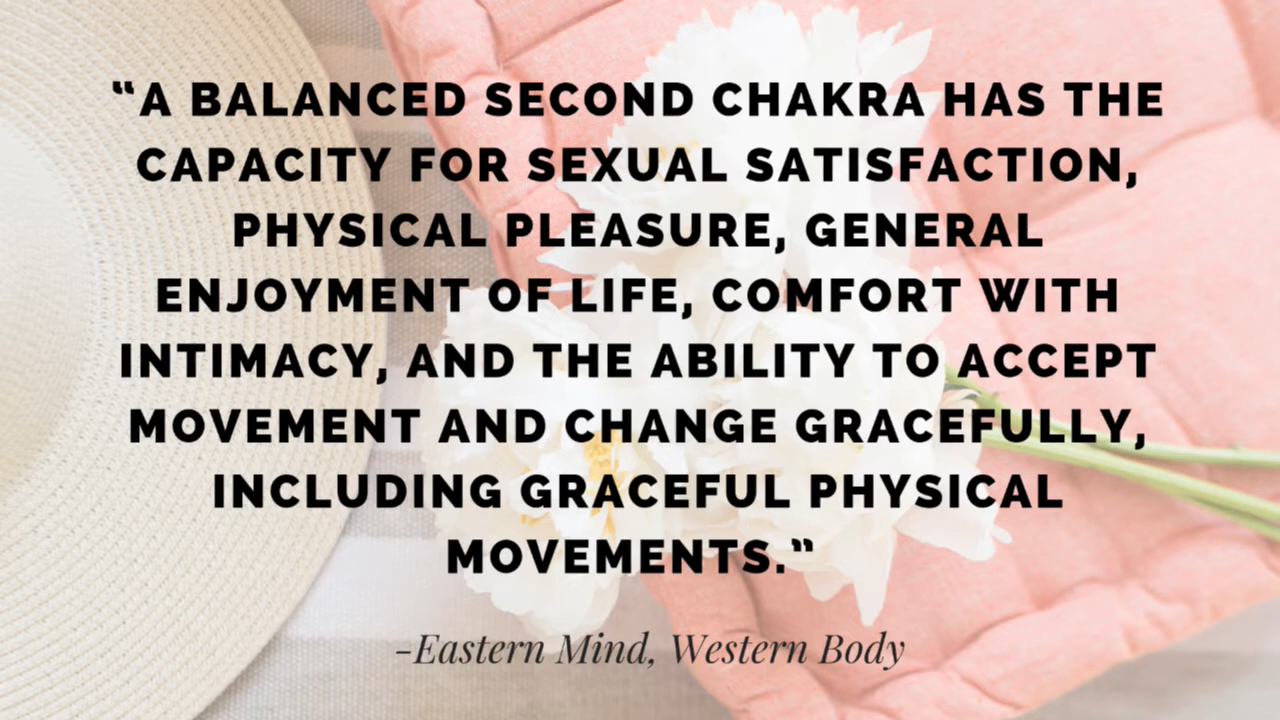 “A BALANCED SECOND CHAKRA HAS THE
CAPACITY FOR SEXUAL SATISFACTION,
PHYSICAL PLEASURE, GENERAL
ENJOYMENT OF LIFE, COMFORT WITH
INTIMACY, AND THE ABILITY TO ACCEPT
MOVEMENT AND CHANGE GRACEFULLY,
INCLUDING GRACEFUL PHYSICAL
MOVEMENTS.”
-Eastern Mind, Western Body